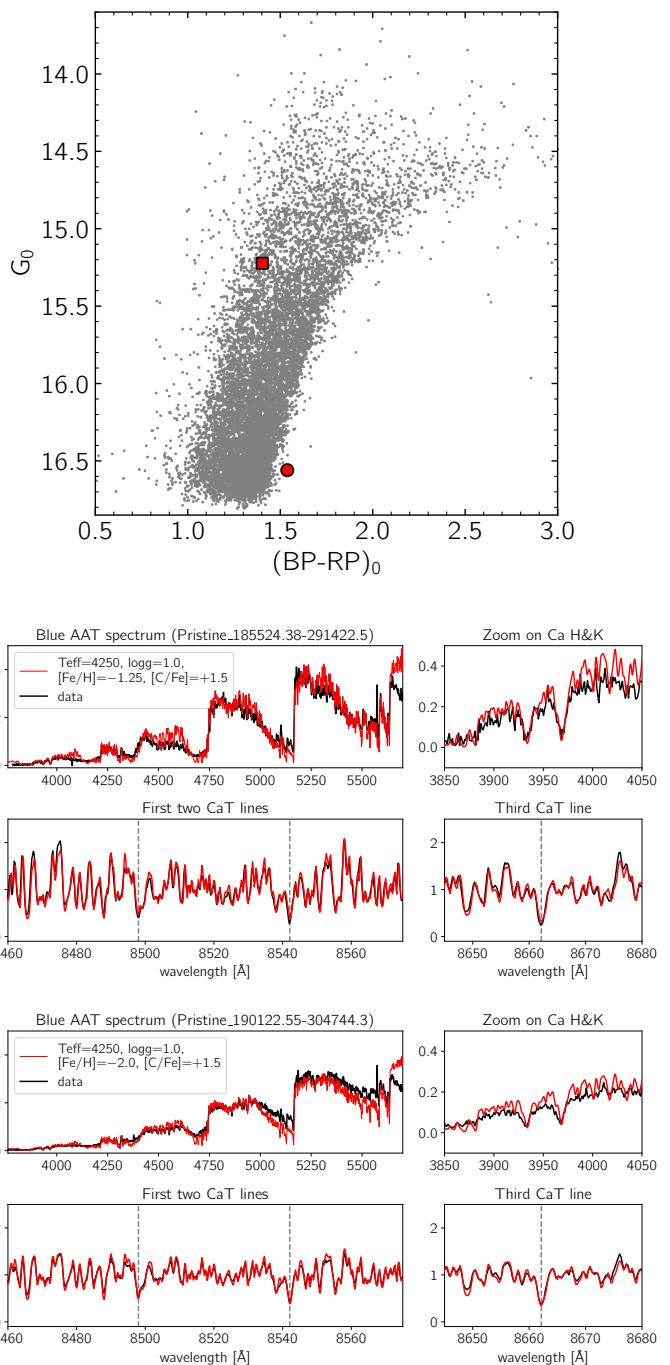 14.0
14.5
15.0
15.5
16.0
16.5
G₀
0.5 1.0 1.5 2.0 2.5 3.0
(BP-RP)₀
Blue AAT spectrum (Pristine_185524.38-291422.5)
Teff=4250, logg=1.0,
[Fe/H]=−1.25, [C/Fe]=+1.5
data
4000 4250 4500 4750 5000 5250 5500
Zoom on Ca H&K
0.4
0.2
0.0
3850 3900 3950 4000 4050
First two CaT lines
460 8480 8500 8520 8540 8560
wavelength [Å]
Third CaT line
2
1
0
8650 8660 8670 8680
wavelength [Å]
Blue AAT spectrum (Pristine_190122.55-304744.3)
Teff=4250, logg=1.0,
[Fe/H]=−2.0, [C/Fe]=+1.5
data
4000 4250 4500 4750 5000 5250 5500
Zoom on Ca H&K
0.4
0.2
0.0
3850 3900 3950 4000 4050
First two CaT lines
460 8480 8500 8520 8540 8560
wavelength [Å]
Third CaT line
2
1
0
8650 8660 8670 8680
wavelength [Å]